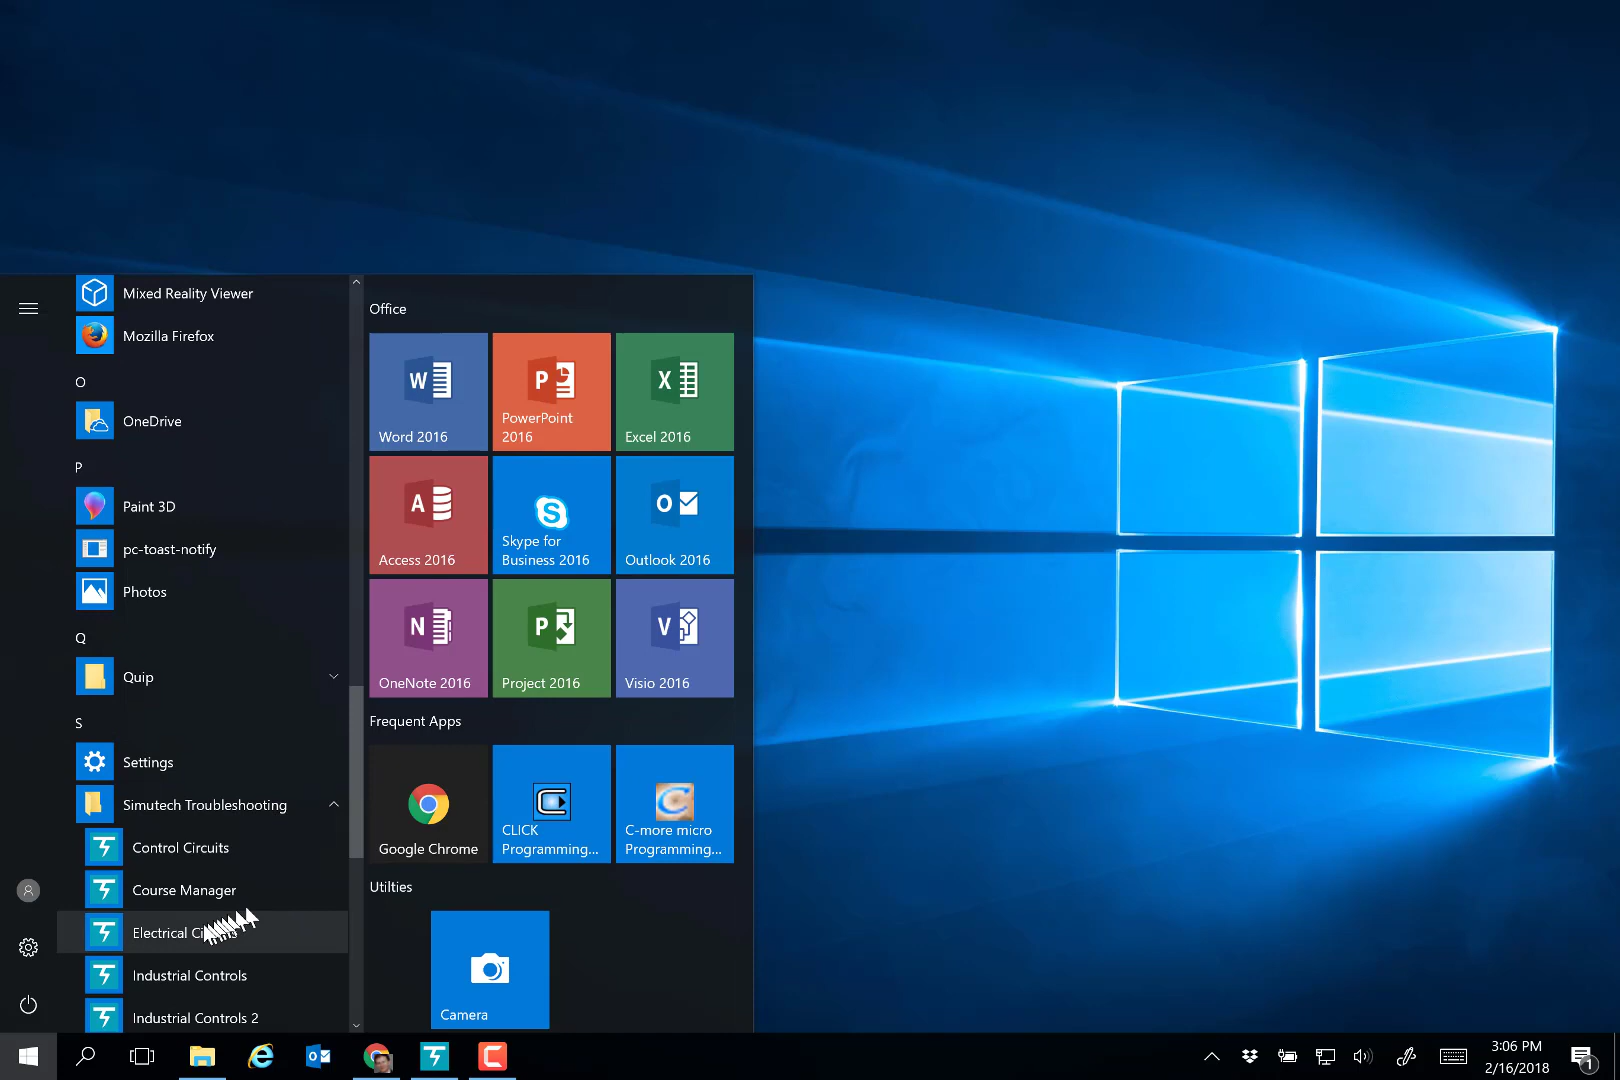 Mixed Reality Viewer
Mozilla Firefox
O
OneDrive
P
Paint 3D
pc-toast-notify
Photos
Q
Quip
S
Settings
Simutech Troubleshooting
Control Circuits
Course Manager
Electrical
Industrial Controls
Industrial Controls 2
Office
Word 2016
PowerPoint
2016
Excel 2016
Access 2016
Skype for
Business 2016
Outlook 2016
OneNote 2016
Project 2016
Visio 2016
Frequent Apps
Google Chrome
CLICK
Programming...
C-more micro
Programming...
Utilties
Camera
3:06 PM
2/16/2018
1